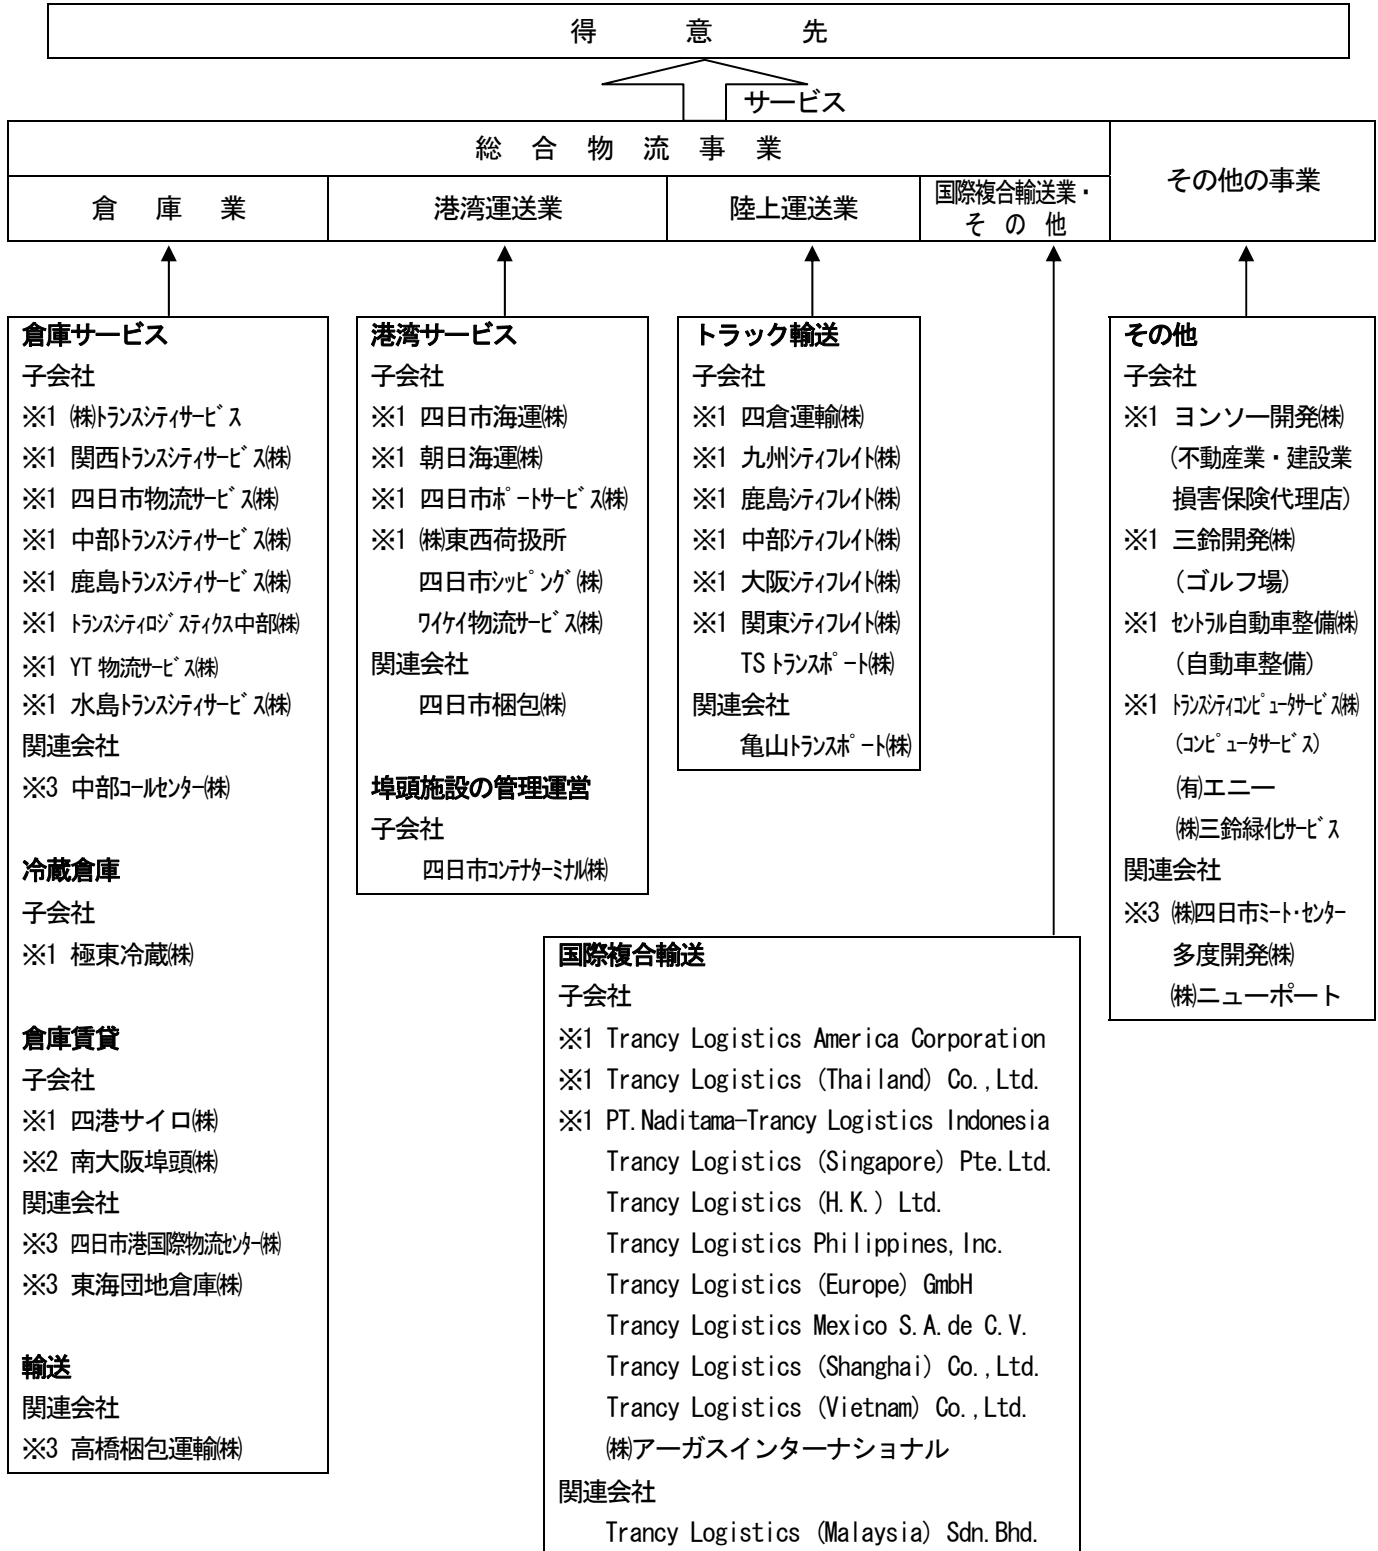 得意先
サービス
総合物流事業
その他の事業
倉庫業
港湾運送業
陸上運送業
国際複合輸送業・
その他
倉庫サービス
子会社
※1 ㈱トランスシティサービス
※1 関西トランスシティサービス㈱
※1 四日市物流サービス㈱
※1 中部トランスシティサービス㈱
※1 鹿島トランスシティサービス㈱
※1 トランスシティロジスティクス中部㈱
※1 YT 物流サービス㈱
※1 水島トランスシティサービス㈱
関連会社
※3 中部コールセンター㈱
冷蔵倉庫
子会社
※1 極東冷蔵㈱
倉庫賃貸
子会社
※1 四港サイロ㈱
※2 南大阪埠頭㈱
関連会社
※3 四日市港国際物流センター㈱
※3 東海団地倉庫㈱
輸送
関連会社
※3 高橋梱包運輸㈱
港湾サービス
子会社
※1 四日市海運㈱
※1 朝日海運㈱
※1 四日市ポートサービス㈱
※1 ㈱東西荷扱所
四日市シッピング㈱
ワイケイ物流サービス㈱
関連会社
四日市梱包㈱
埠頭施設の管理運営
子会社
四日市コンテナターミナル㈱
トラック輸送
子会社
※1 四倉運輸㈱
※1 九州シティフレイト㈱
※1 鹿島シティフレイト㈱
※1 中部シティフレイト㈱
※1 大阪シティフレイト㈱
※1 関東シティフレイト㈱
TS トランスポート㈱
関連会社
亀山トランスポート㈱
国際複合輸送
子会社
※1 Trancy Logistics America Corporation
※1 Trancy Logistics (Thailand) Co.,Ltd.
※1 PT.Naditama-Trancy Logistics Indonesia
Trancy Logistics (Singapore) Pte.Ltd.
Trancy Logistics (H.K.) Ltd.
Trancy Logistics Philippines,Inc.
Trancy Logistics (Europe) GmbH
Trancy Logistics Mexico S.A.de C.V.
Trancy Logistics (Shanghai) Co.,Ltd.
Trancy Logistics (Vietnam) Co.,Ltd.
㈱アーガスインターナショナル
関連会社
Trancy Logistics (Malaysia) Sdn.Bhd.
その他
子会社
※1 ヨンソー開発㈱
(不動産業・建設業
損害保険代理店)
※1 三鈴開発㈱
(ゴルフ場)
※1 セントラル自動車整備㈱
(自動車整備)
※1 トランスシティコンピュータサービス㈱
(コンピュータサービス)
㈲エニー
㈱三鈴緑化サービス
関連会社
※3 ㈱四日市ミート・センター
多度開発㈱
㈱ニューポート